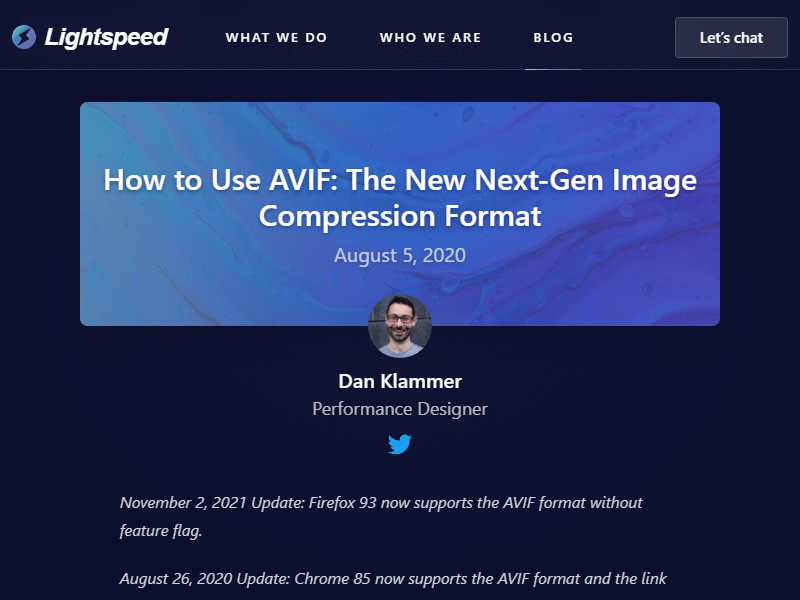 Lightspeed
WHAT WE DO
WHO WE ARE
BLOG
Let's chat
How to Use AVIF: The New Next-Gen Image
Compression Format
August 5, 2020
Dan Klammer
Performance Designer
November 2, 2021 Update: Firefox 93 now supports the AVIF format without
feature flag.
August 26, 2020 Update: Chrome 85 now supports the AVIF format and the link